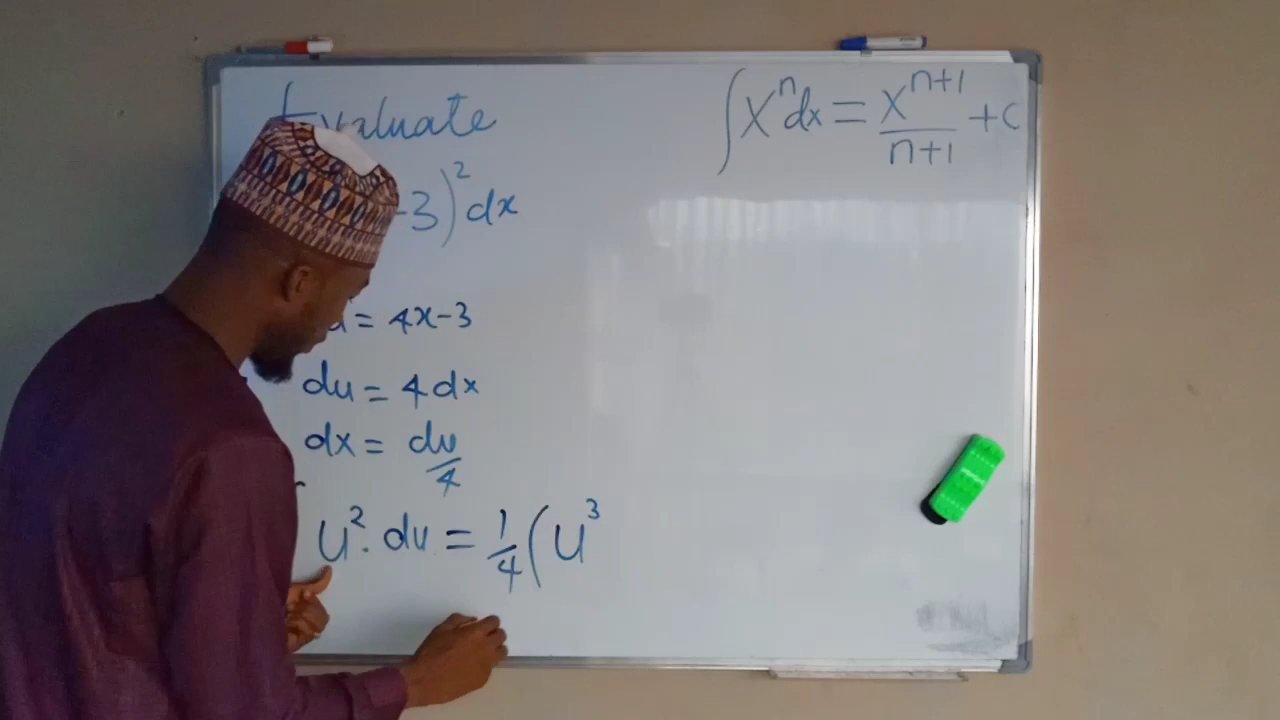 Evaluate
-3)² dx
u = 4x-3
du = 4dx
dx = du/4
u². du = 1/4 (u³
∫xⁿdx = xⁿ⁺¹/n+1 + c